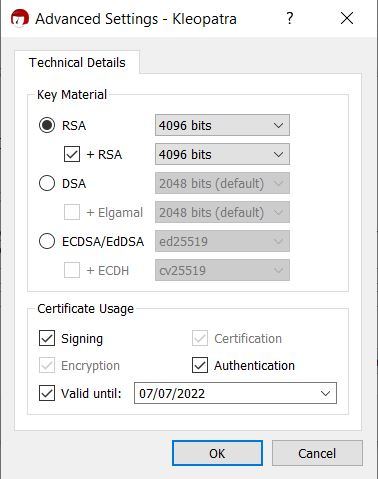 Advanced Settings - Kleopatra ? ×
Technical Details
Key Material
RSA 4096 bits
+ RSA 4096 bits
DSA 2048 bits (default)
+ Elgamal 2048 bits (default)
ECDSA/EdDSA ed25519
+ ECDH cv25519
Certificate Usage
Signing Certification
Encryption Authentication
Valid until: 07/07/2022
OK Cancel